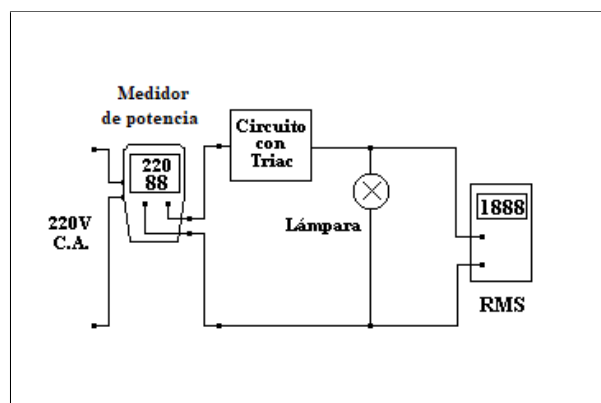 Medidor
de potencia
Circuito
con
Triac
220
88
220V
C.A.
Lámpara
1888
RMS